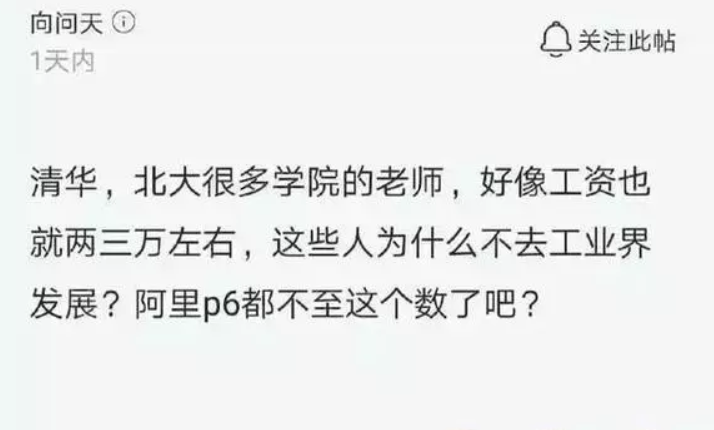 向问天
1天内
关注此帖
清华，北大很多学院的老师，好像工资也
就两三万左右，这些人为什么不去工业界
发展？阿里p6都不至这个数了吧？